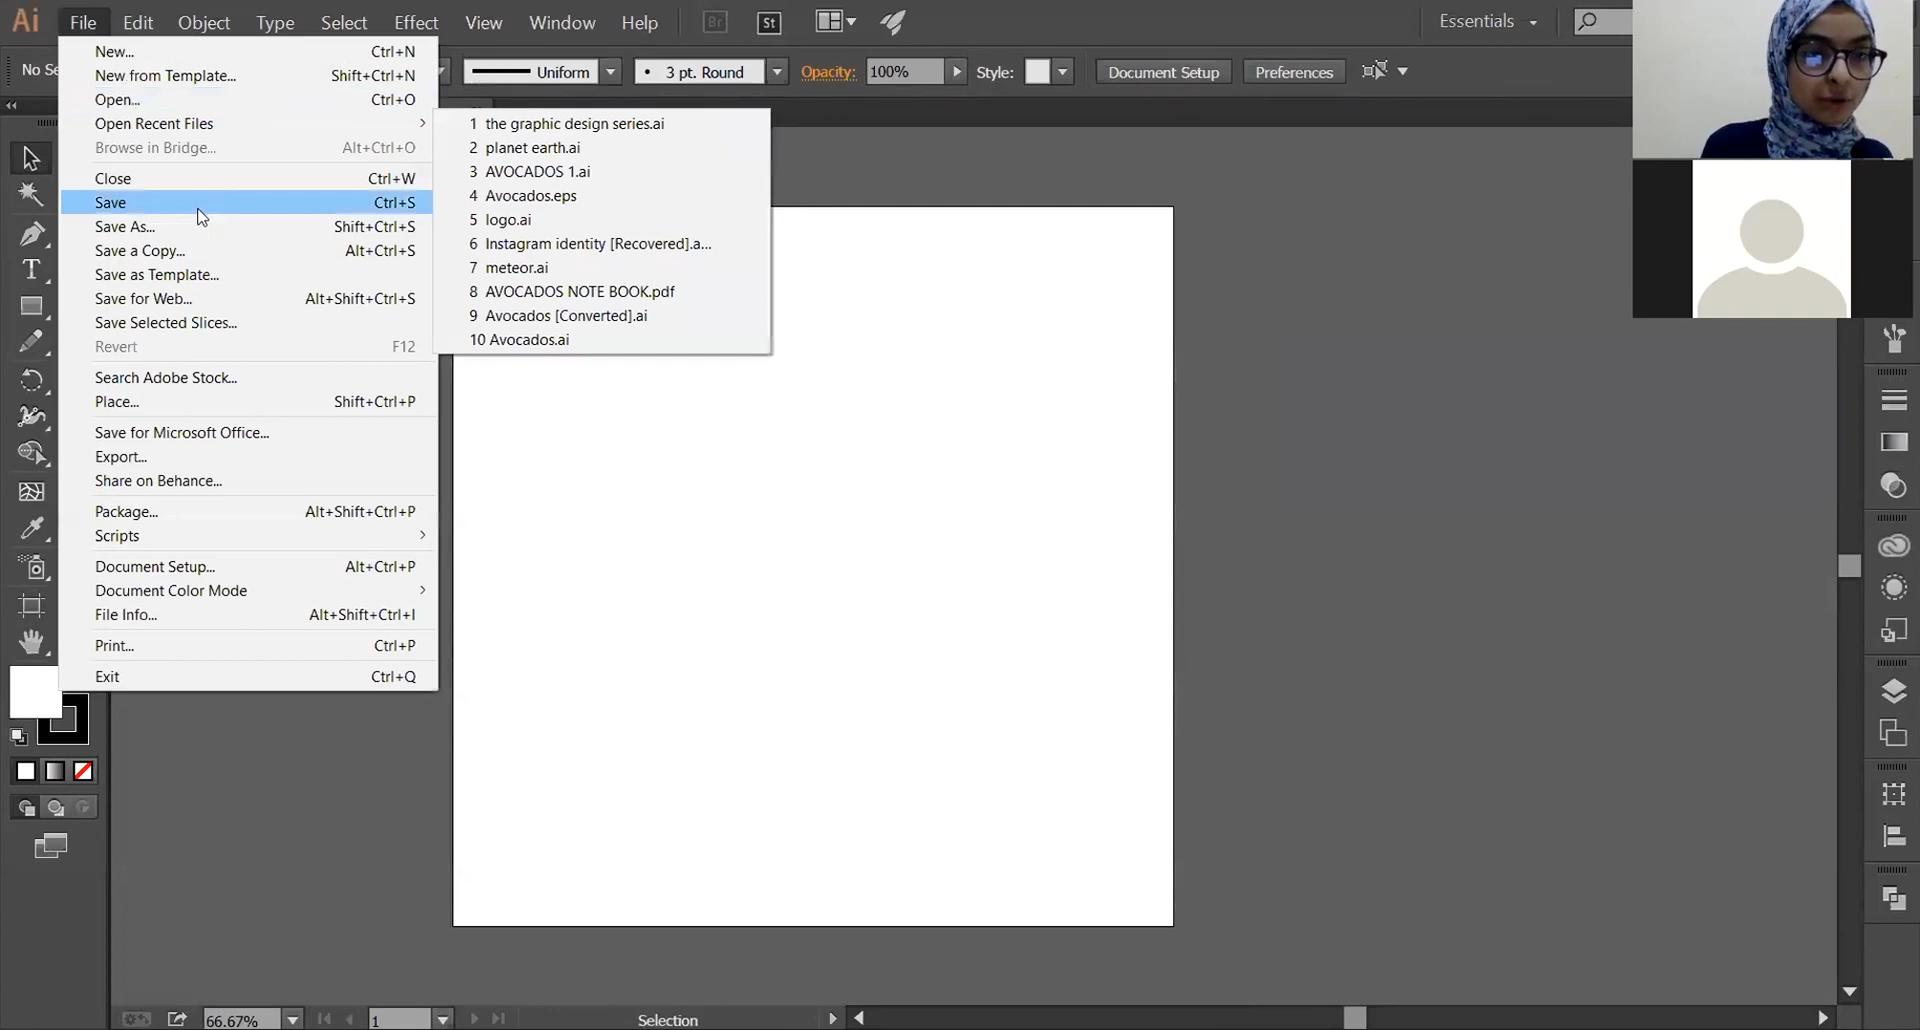 Ai File Edit Object Type Select Effect View Window Help Br St Essentials
No Se Uniform • 3 pt. Round Opacity: 100% Style: Document Setup Preferences
New... Ctrl+N
New from Template... Shift+Ctrl+N
Open... Ctrl+O
Open Recent Files
Browse in Bridge... Alt+Ctrl+O
Close Ctrl+W
Save Ctrl+S
Save As... Shift+Ctrl+S
Save a Copy... Alt+Ctrl+S
Save as Template...
Save for Web... Alt+Shift+Ctrl+S
Save Selected Slices...
Revert F12
Search Adobe Stock...
Place... Shift+Ctrl+P
Save for Microsoft Office...
Export...
Share on Behance...
Package... Alt+Shift+Ctrl+P
Scripts
Document Setup... Alt+Ctrl+P
Document Color Mode
File Info... Alt+Shift+Ctrl+I
Print... Ctrl+P
Exit Ctrl+Q
1 the graphic design series.ai
2 planet earth.ai
3 AVOCADOS 1.ai
4 Avocados.eps
5 logo.ai
6 Instagram identity [Recovered].a...
7 meteor.ai
8 AVOCADOS NOTE BOOK.pdf
9 Avocados [Converted].ai
10 Avocados.ai
66.67% 1 Selection